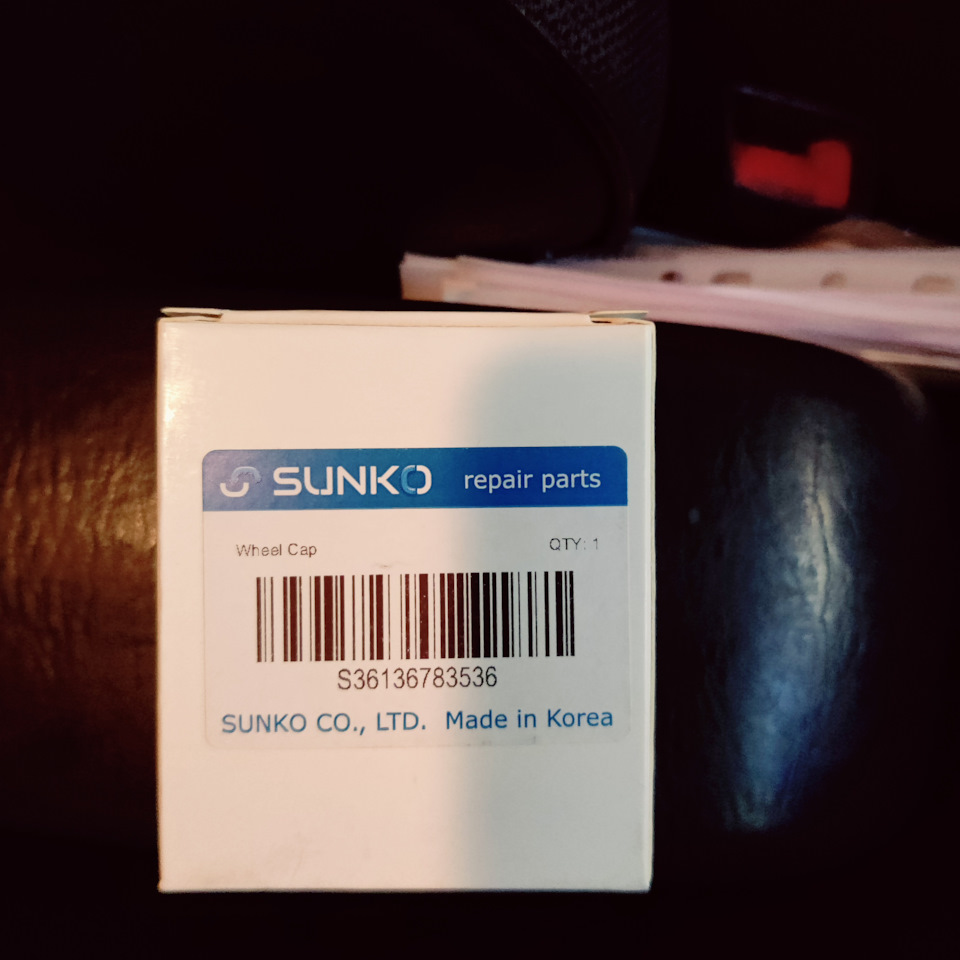 SUNKO repair parts
Wheel Cap QTY: 1
S36136783536
SUNKO CO., LTD. Made in Korea